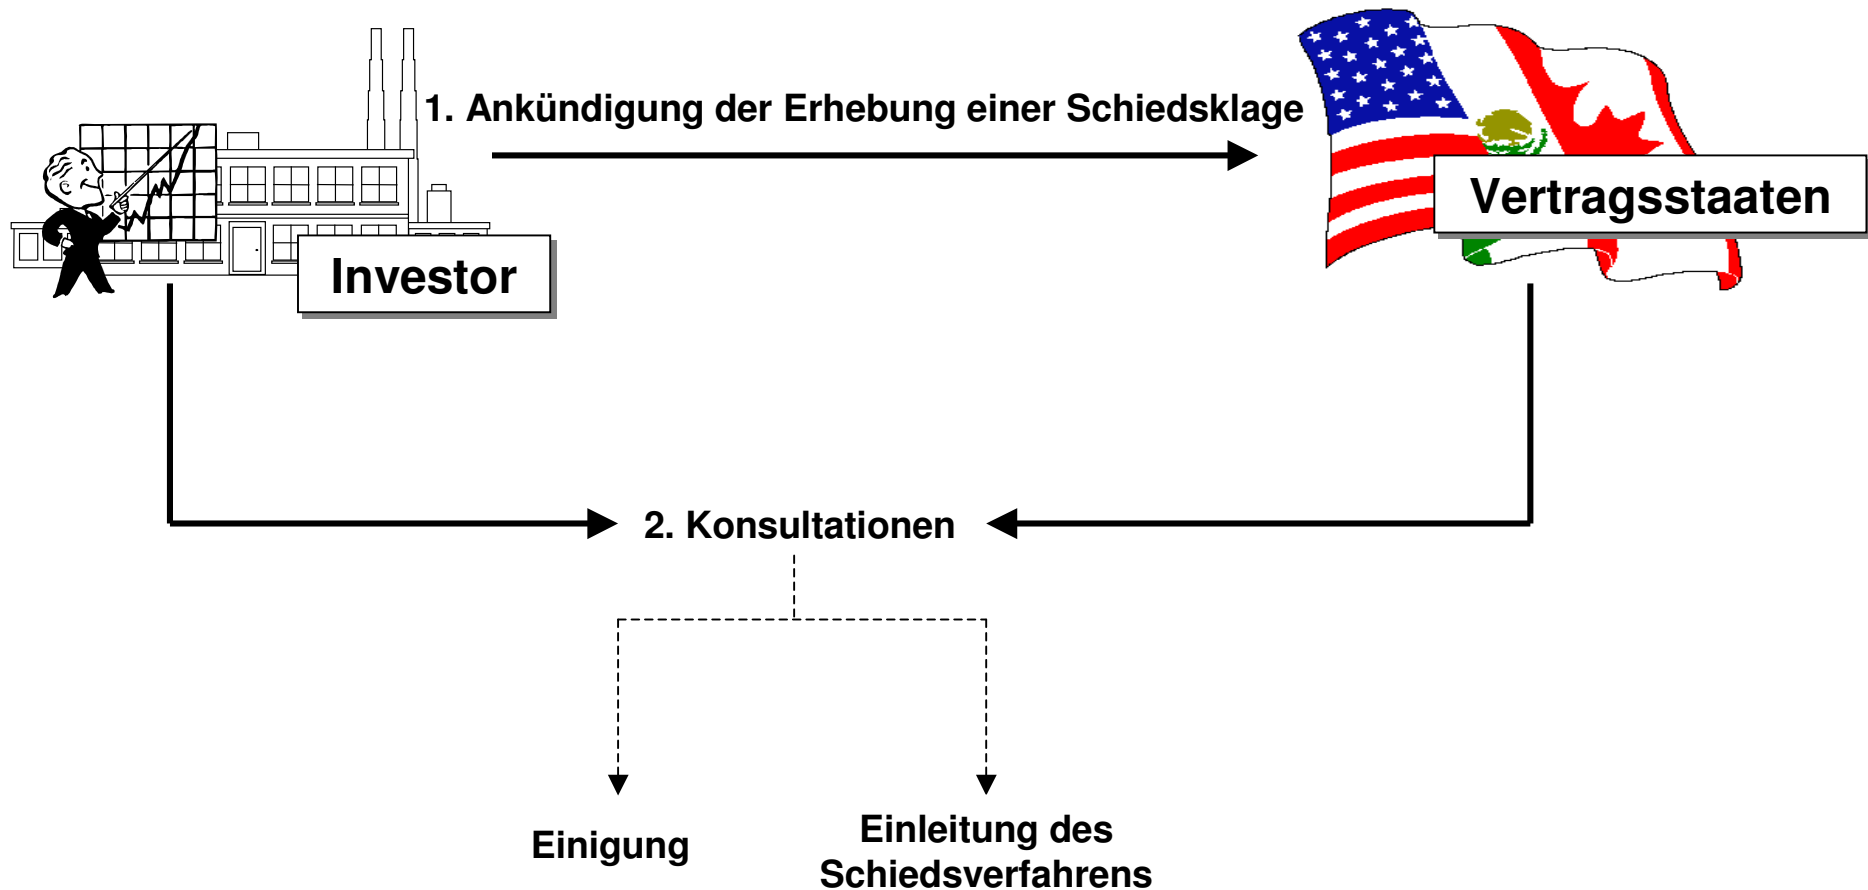 1. Ankündigung der Erhebung einer Schiedsklage
Vertragsstaaten
Investor
2. Konsultationen
Einigung
Einleitung des
Schiedsverfahrens